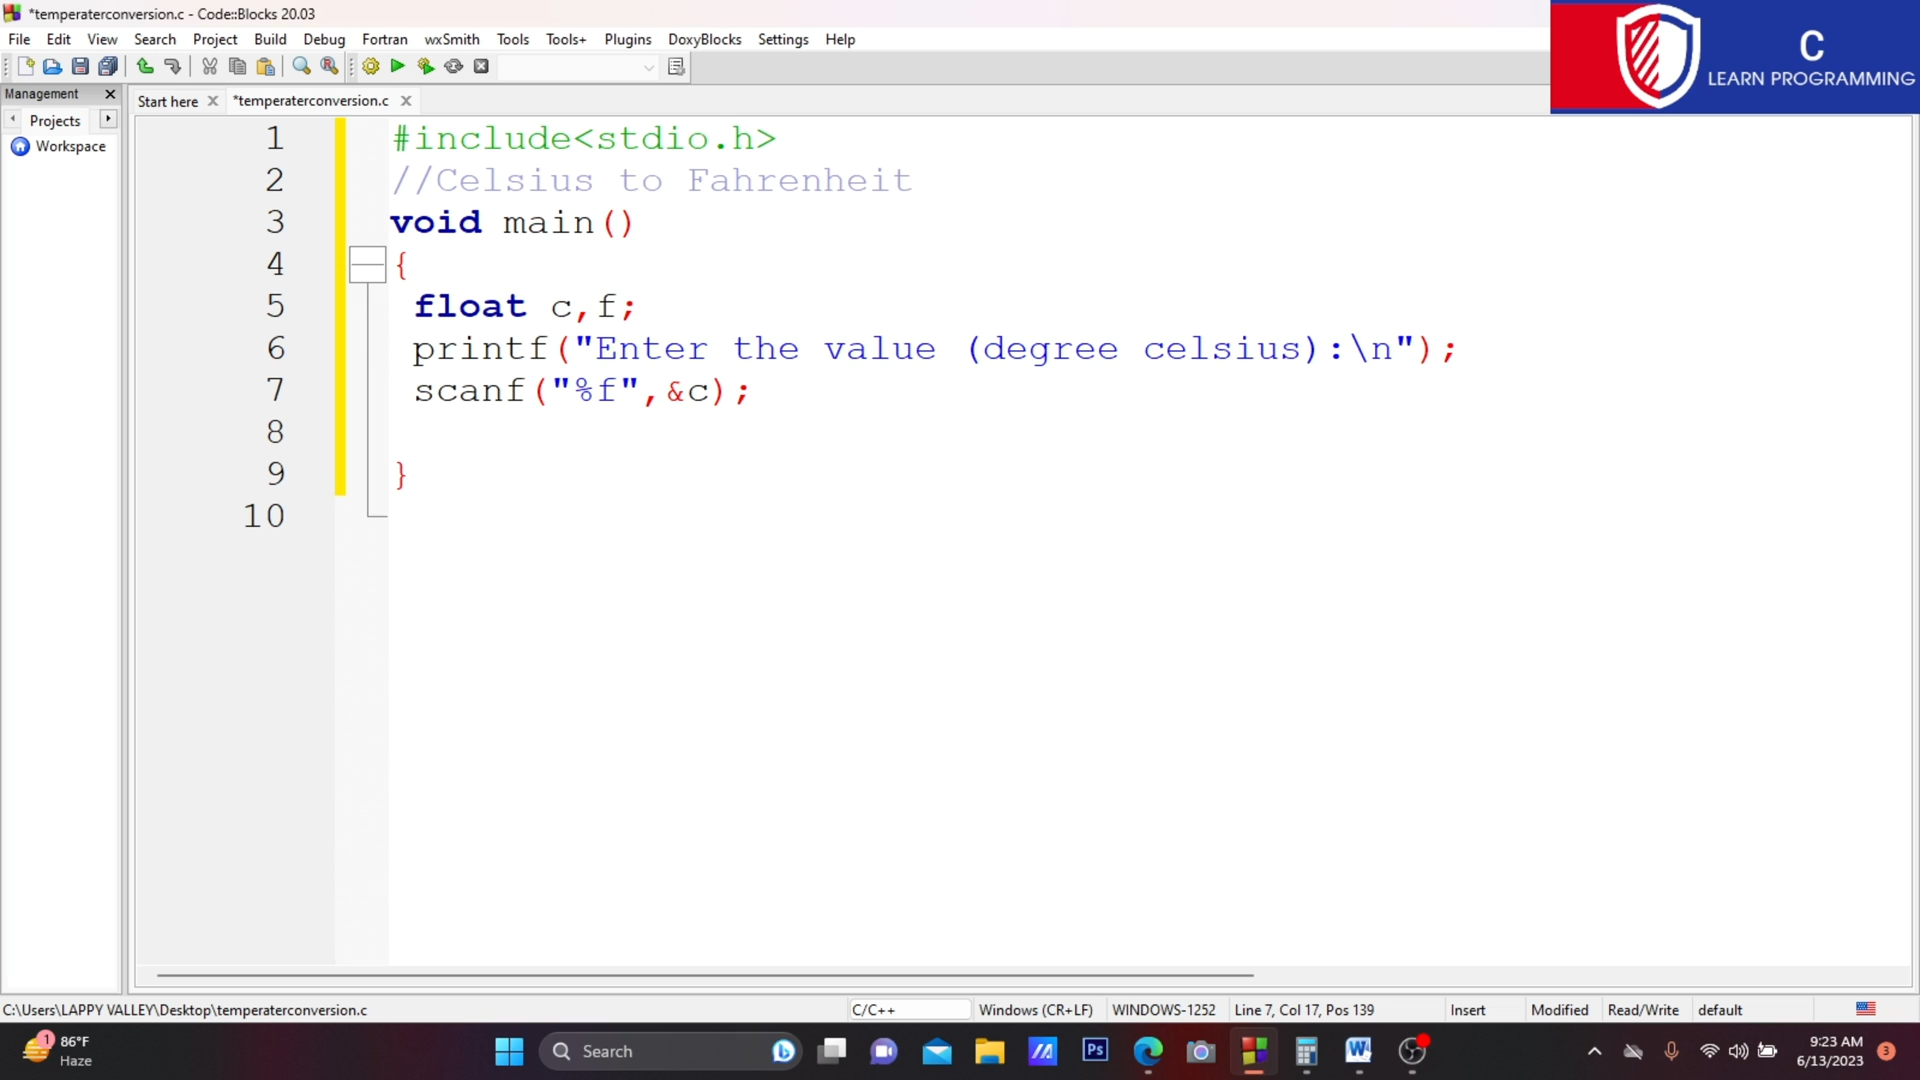 *temperaterconversion.c - Code::Blocks 20.03
File Edit View Search Project Build Debug Fortran wxSmith Tools Tools+ Plugins DoxyBlocks Settings Help
C
LEARN PROGRAMMING
Management
Start here
*temperaterconversion.c
Projects
Workspace
1 #include<stdio.h>
2 //Celsius to Fahrenheit
3 void main()
4 {
5 float c,f;
6 printf("Enter the value (degree celsius):\n");
7 scanf("%f",&c);
8
9 }
10
C:\Users\LAPPY VALLEY\Desktop\temperaterconversion.c C/C++ Windows (CR+LF) WINDOWS-1252 Line 7, Col 17, Pos 139 Insert Modified Read/Write default
1
86°F
Haze
Search
Ps
W
9:23 AM
6/13/2023
3